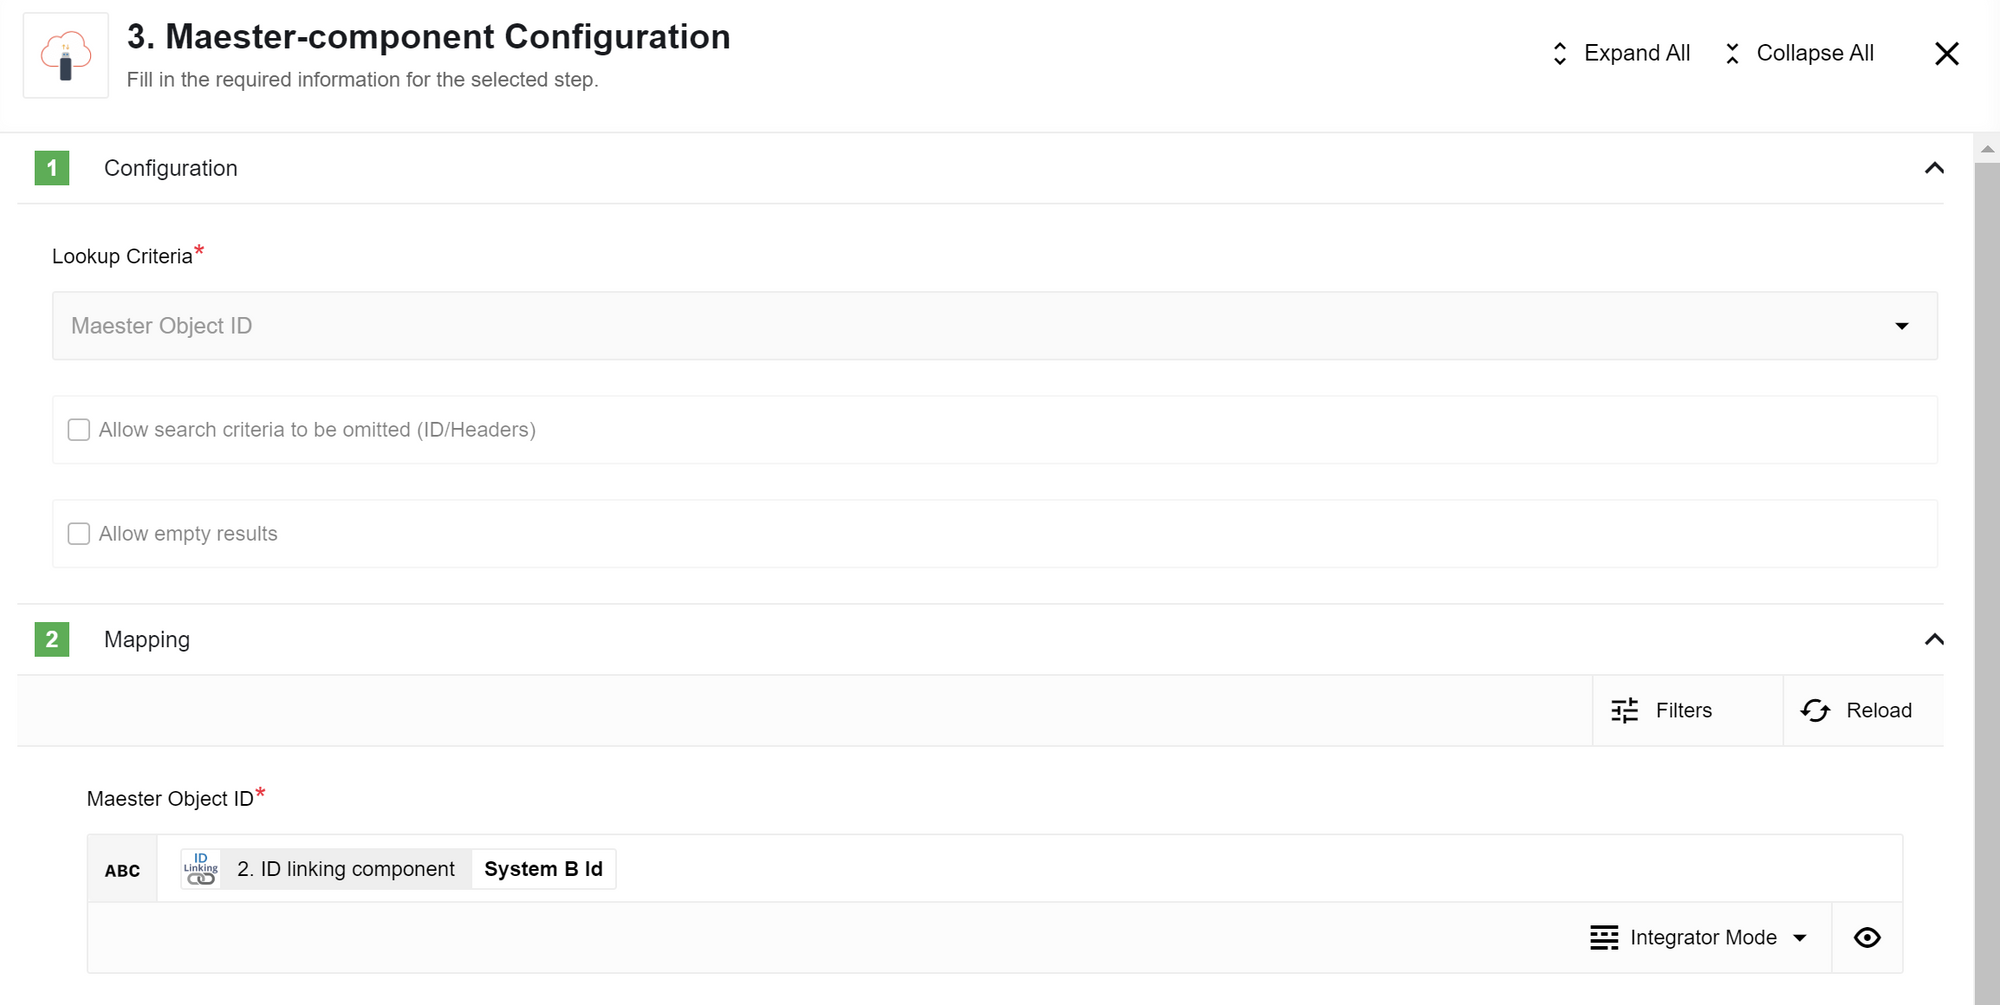 3. Maester-component Configuration
Fill in the required information for the selected step.
Expand All
Collapse All
1 Configuration
Lookup Criteria*
Maester Object ID
Allow search criteria to be omitted (ID/Headers)
Allow empty results
2 Mapping
Filters
Reload
Maester Object ID*
ABC
ID
Linking
2. ID linking component System B Id
Integrator Mode